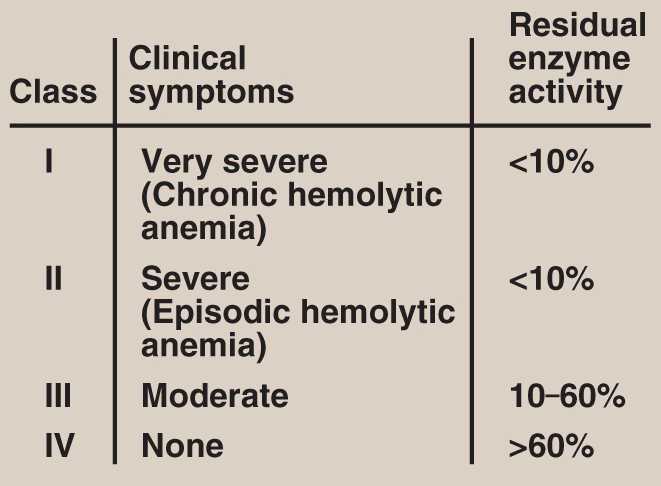 Class
Clinical
symptoms
Residual
enzyme
activity
I
Very severe
(Chronic hemolytic
anemia)
<10%
II
Severe
(Episodic hemolytic
anemia)
<10%
III
Moderate
10–60%
IV
None
>60%